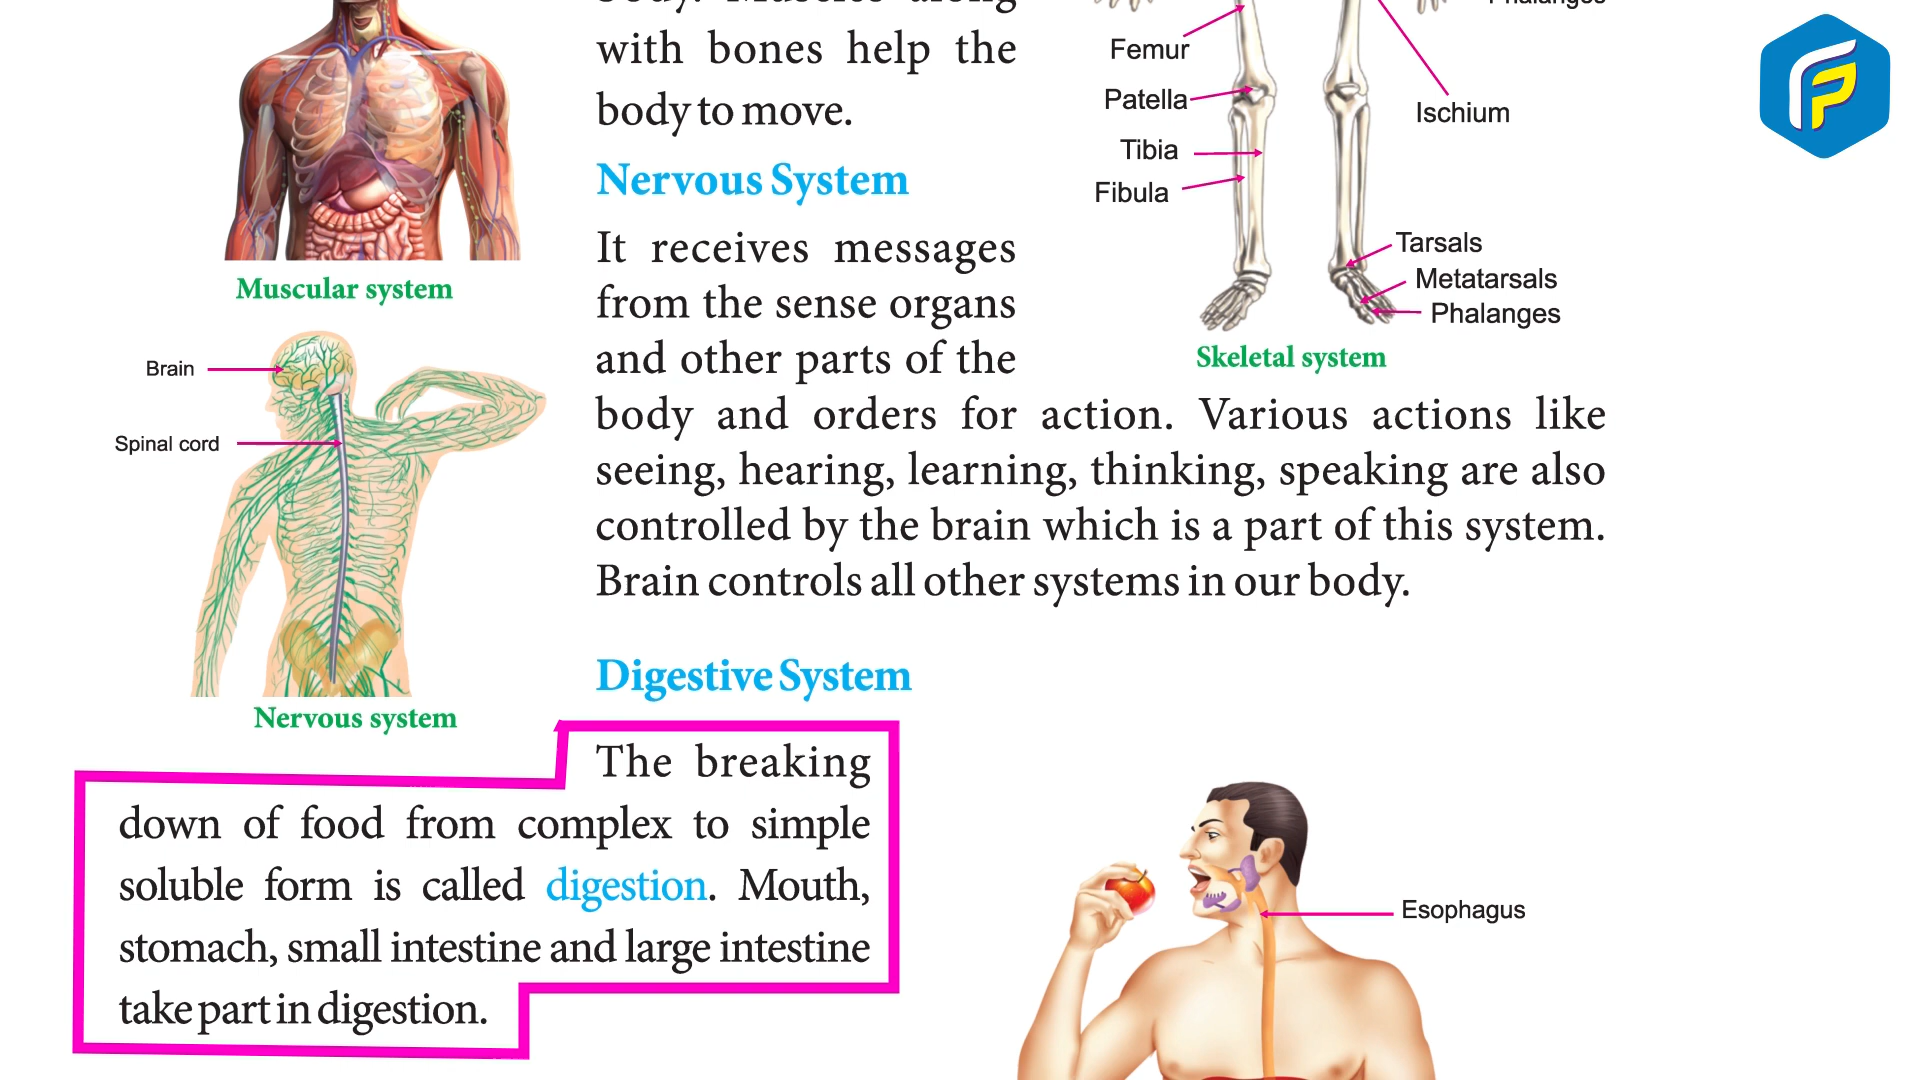 body. Muscles along
with bones help the
body to move.
Nervous System
It receives messages
from the sense organs
and other parts of the
body and orders for action. Various actions like
seeing, hearing, learning, thinking, speaking are also
controlled by the brain which is a part of this system.
Brain controls all other systems in our body.
Muscular system
Brain
Spinal cord
Nervous system
Phalanges
Femur
Patella
Ischium
Tibia
Fibula
Tarsals
Metatarsals
Phalanges
Skeletal system
Digestive System
The breaking
down of food from complex to simple
soluble form is called digestion. Mouth,
stomach, small intestine and large intestine
take part in digestion.
Esophagus